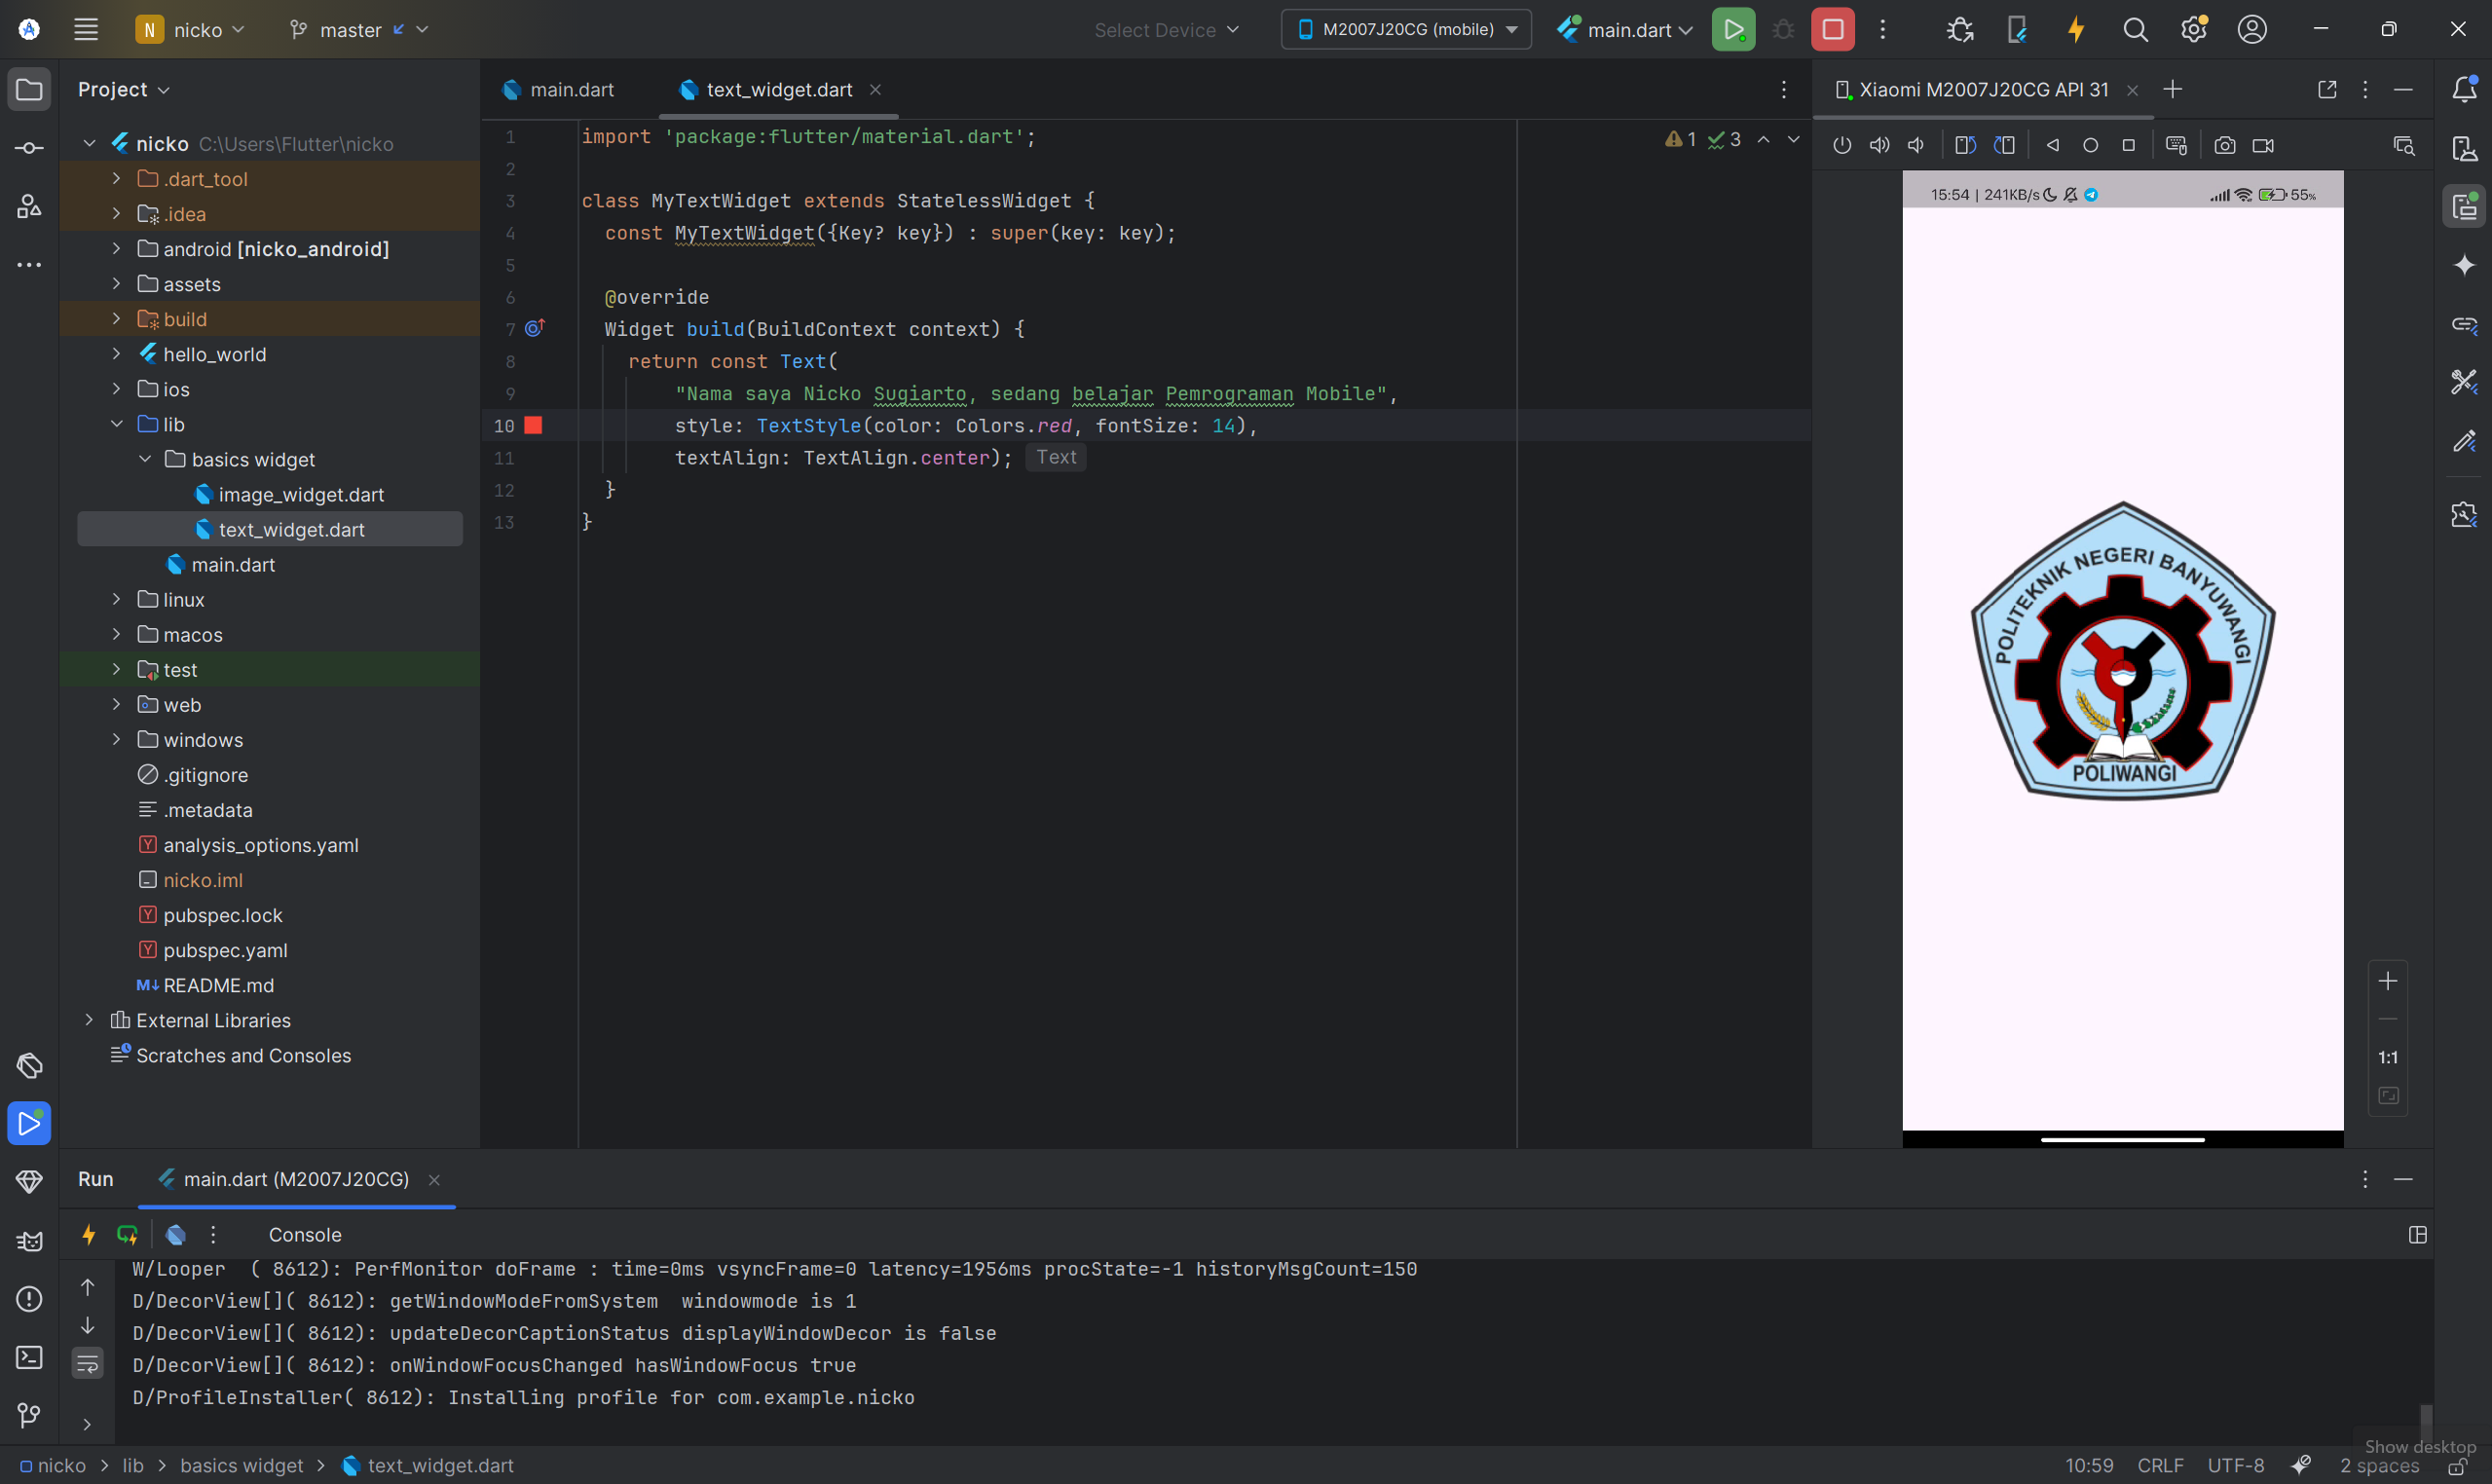 N nicko
master
Select Device
M2007J20CG (mobile)
main.dart
Project
main.dart
text_widget.dart
Xiaomi M2007J20CG API 31
nicko C:\Users\Flutter\nicko
.dart_tool
.idea
android [nicko_android]
assets
build
hello_world
ios
lib
basics widget
image_widget.dart
text_widget.dart
main.dart
linux
macos
test
web
windows
.gitignore
.metadata
analysis_options.yaml
nicko.iml
pubspec.lock
pubspec.yaml
README.md
External Libraries
Scratches and Consoles
1 import 'package:flutter/material.dart';
2
3 class MyTextWidget extends StatelessWidget {
4 const MyTextWidget({Key? key}) : super(key: key);
5
6 @override
7 Widget build(BuildContext context) {
8 return const Text(
9 "Nama saya Nicko Sugiarto, sedang belajar Pemrograman Mobile",
10 style: TextStyle(color: Colors.red, fontSize: 14),
11 textAlign: TextAlign.center); Text
12 }
13 }
1 3
15:54 | 241KB/s 55%
POLITEKNIK NEGERI BANYUWANGI
POLIWANGI
1:1
Run
main.dart (M2007J20CG)
Console
W/Looper  ( 8612): PerfMonitor doFrame : time=0ms vsyncFrame=0 latency=1956ms procState=-1 historyMsgCount=150
D/DecorView[]( 8612): getWindowModeFromSystem  windowmode is 1
D/DecorView[]( 8612): updateDecorCaptionStatus displayWindowDecor is false
D/DecorView[]( 8612): onWindowFocusChanged hasWindowFocus true
D/ProfileInstaller( 8612): Installing profile for com.example.nicko
Show desktop
nicko > lib > basics widget > text_widget.dart
10:59 CRLF UTF-8 2 spaces